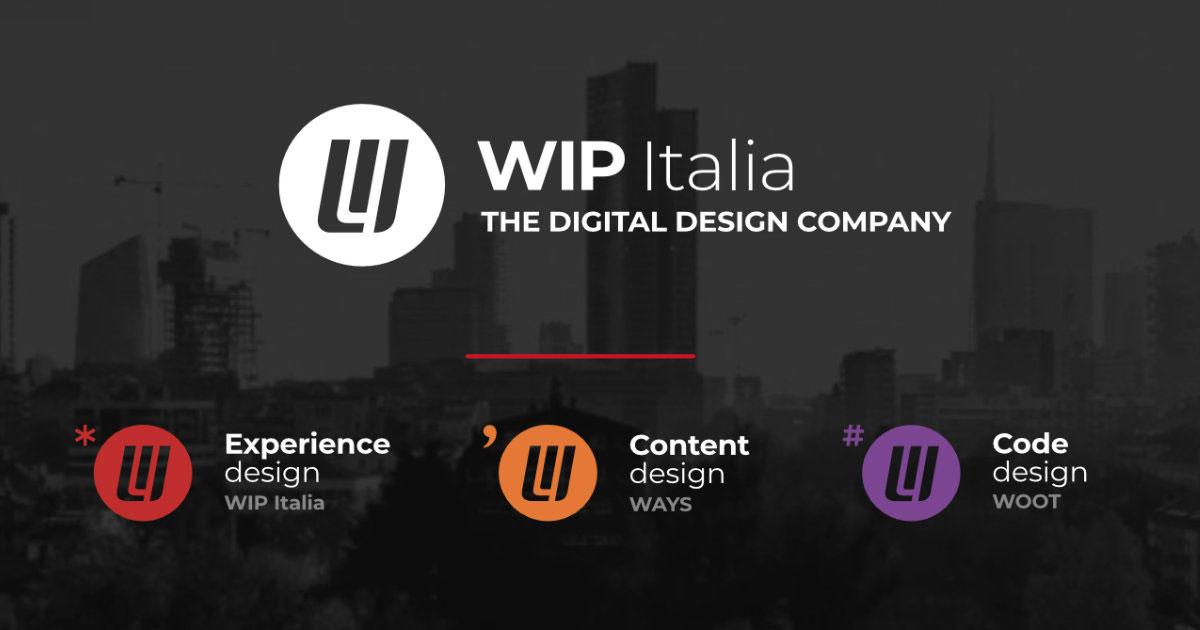 WIP Italia
THE DIGITAL DESIGN COMPANY
*
Experience
design
WIP Italia
,
Content
design
WAYS
#
Code
design
WOOT